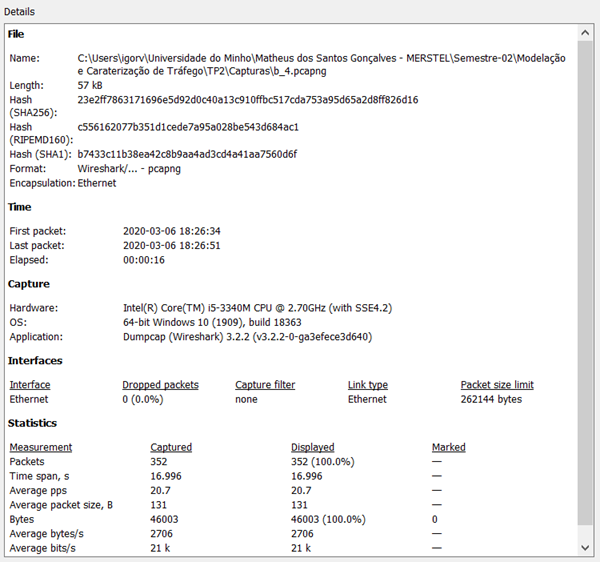 Details
File
Name: C:\Users\igorv\Universidade do Minho\Matheus dos Santos Gonçalves - MERSTEL\Semestre-02\Modelação
e Caraterização de Tráfego\TP2\Capturas\b_4.pcapng
Length: 57 kB
Hash 23e2ff7863171696e5d92d0c40a13c910ffbc517cda753a95d65a2d8ff826d16
(SHA256):
Hash c556162077b351d1cede7a95a028be543d684ac1
(RIPEMD160):
Hash (SHA1): b7433c11b38ea42c8b9aa4ad3cd4a41aa7560d6f
Format: Wireshark/... - pcapng
Encapsulation: Ethernet
Time
First packet: 2020-03-06 18:26:34
Last packet: 2020-03-06 18:26:51
Elapsed: 00:00:16
Capture
Hardware: Intel(R) Core(TM) i5-3340M CPU @ 2.70GHz (with SSE4.2)
OS: 64-bit Windows 10 (1909), build 18363
Application: Dumpcap (Wireshark) 3.2.2 (v3.2.2-0-ga3efece3d640)
Interfaces
Interface Dropped packets Capture filter Link type Packet size limit
Ethernet 0 (0.0%) none Ethernet 262144 bytes
Statistics
Measurement Captured Displayed Marked
Packets 352 352 (100.0%) —
Time span, s 16.996 16.996 —
Average pps 20.7 20.7 —
Average packet size, B 131 131 —
Bytes 46003 46003 (100.0%) 0
Average bytes/s 2706 2706 —
Average bits/s 21 k 21 k —